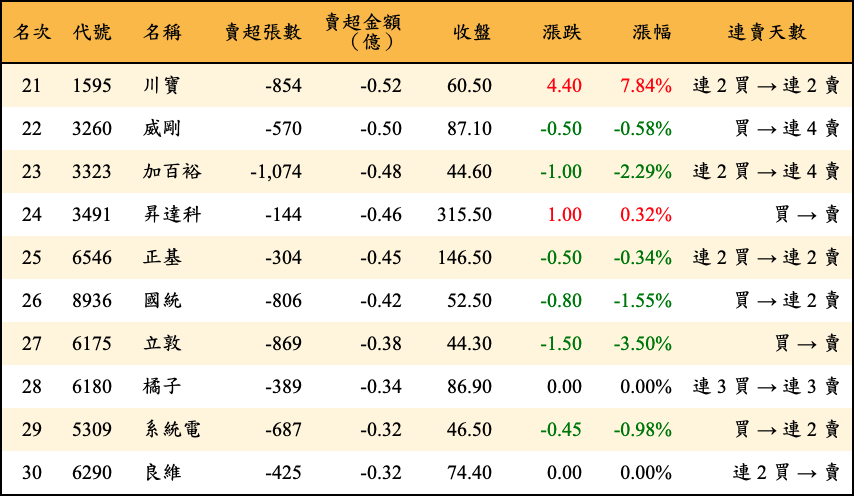 名次 代號 名稱 賣超張數 賣超金額（億） 收盤 漲跌 漲幅 連賣天數
21 1595 川寶 -854 -0.52 60.50 4.40 7.84% 連 2 買 → 連 2 賣
22 3260 威剛 -570 -0.50 87.10 -0.50 -0.58% 買 → 連 4 賣
23 3323 加百裕 -1,074 -0.48 44.60 -1.00 -2.29% 連 2 買 → 連 4 賣
24 3491 昇達科 -144 -0.46 315.50 1.00 0.32% 買 → 賣
25 6546 正基 -304 -0.45 146.50 -0.50 -0.34% 連 2 買 → 連 2 賣
26 8936 國統 -806 -0.42 52.50 -0.80 -1.55% 買 → 連 2 賣
27 6175 立敦 -869 -0.38 44.30 -1.50 -3.50% 買 → 賣
28 6180 橘子 -389 -0.34 86.90 0.00 0.00% 連 3 買 → 連 3 賣
29 5309 系統電 -687 -0.32 46.50 -0.45 -0.98% 買 → 連 2 賣
30 6290 良維 -425 -0.32 74.40 0.00 0.00% 連 2 買 → 賣